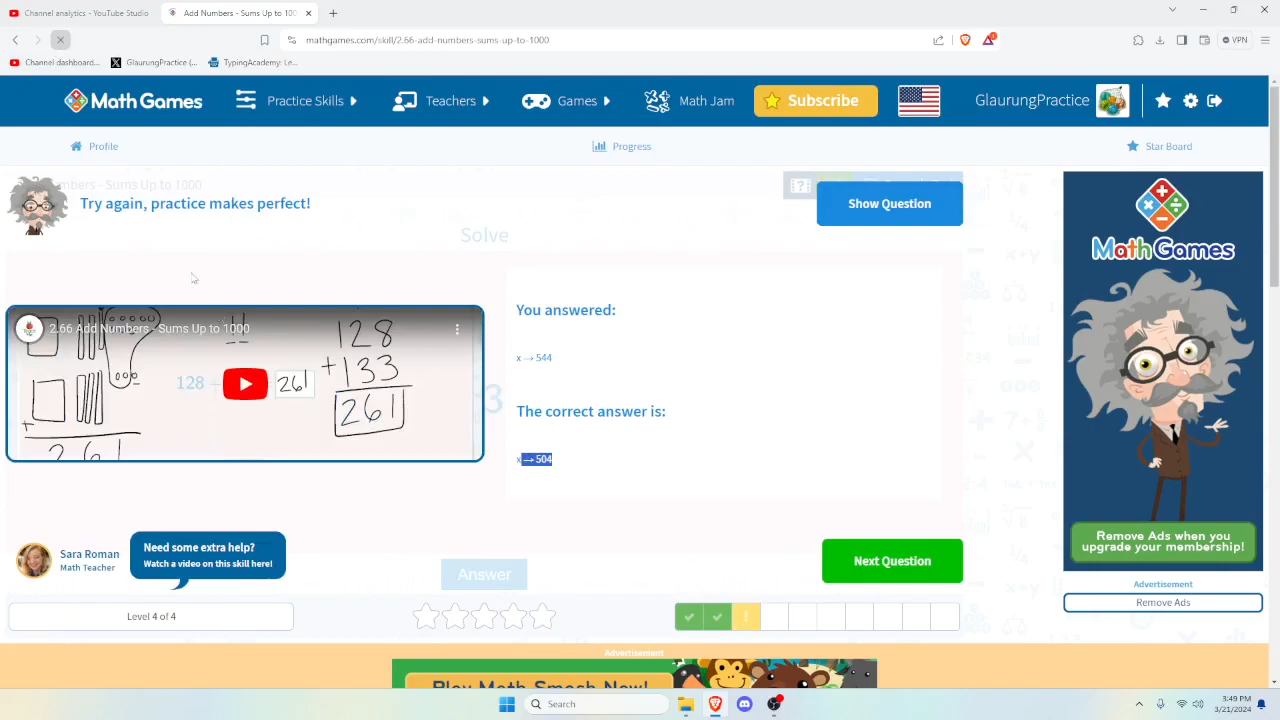 Channel analytics - YouTube Studio
Add Numbers - Sums Up to 100
mathgames.com/skill/2.66-add-numbers-sums-up-to-1000
VPN
Channel dashboard...
GlaurungPractice (...
TypingAcademy: Le...
Math Games
Practice Skills
Teachers
Games
Math Jam
Subscribe
GlaurungPractice
Profile
Progress
Star Board
mbers - Sums Up to 1000
Try again, practice makes perfect!
Show Question
Solve
2.66 Add Numbers - Sums Up to 1000
128
+133
261
128
261
261
You answered:
x → 544
The correct answer is:
x → 504
Math Games
Remove Ads when you
upgrade your membership!
Advertisement
Remove Ads
Sara Roman
Math Teacher
Need some extra help?
Watch a video on this skill here!
Next Question
Answer
Level 4 of 4
Advertisement
Play Math Smash Now!
Search
3:49 PM
3/21/2024